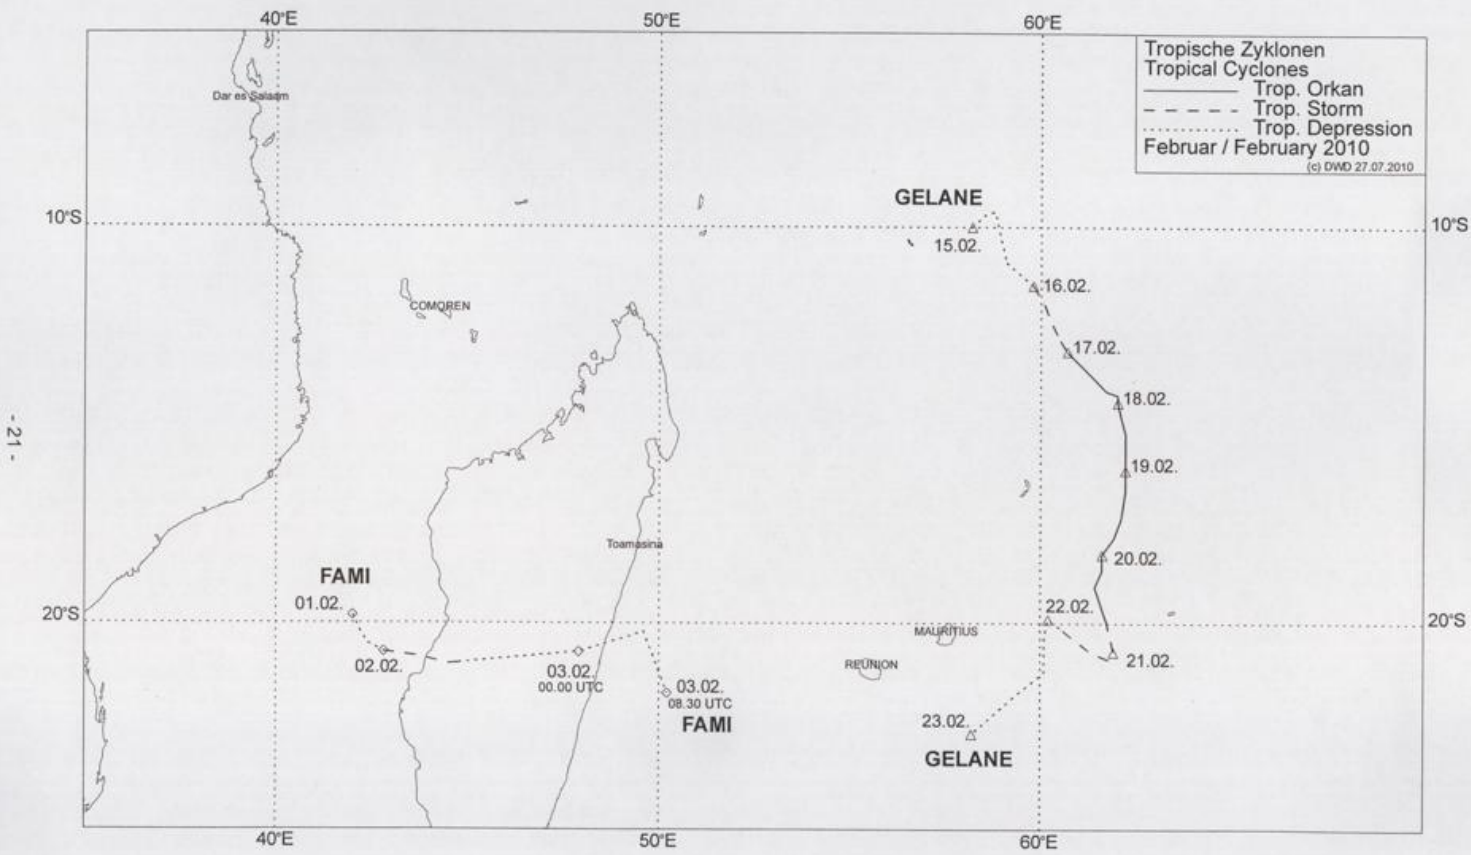 40°E 50°E 60°E
Tropische Zyklonen
Tropical Cyclones
Trop. Orkan
Trop. Storm
Trop. Depression
Februar / February 2010
(c) DWD 27.07.2010
Dar es Salaam
GELANE
10°S 10°S
15.02.
16.02.
COMOREN
17.02.
18.02.
- 21 -
19.02.
Toamasina
20.02.
FAMI
01.02.
22.02.
20°S 20°S
MAURITIUS
02.02.
REUNION
21.02.
03.02.
00.00 UTC
03.02.
08.30 UTC
FAMI
23.02.
GELANE
40°E 50°E 60°E